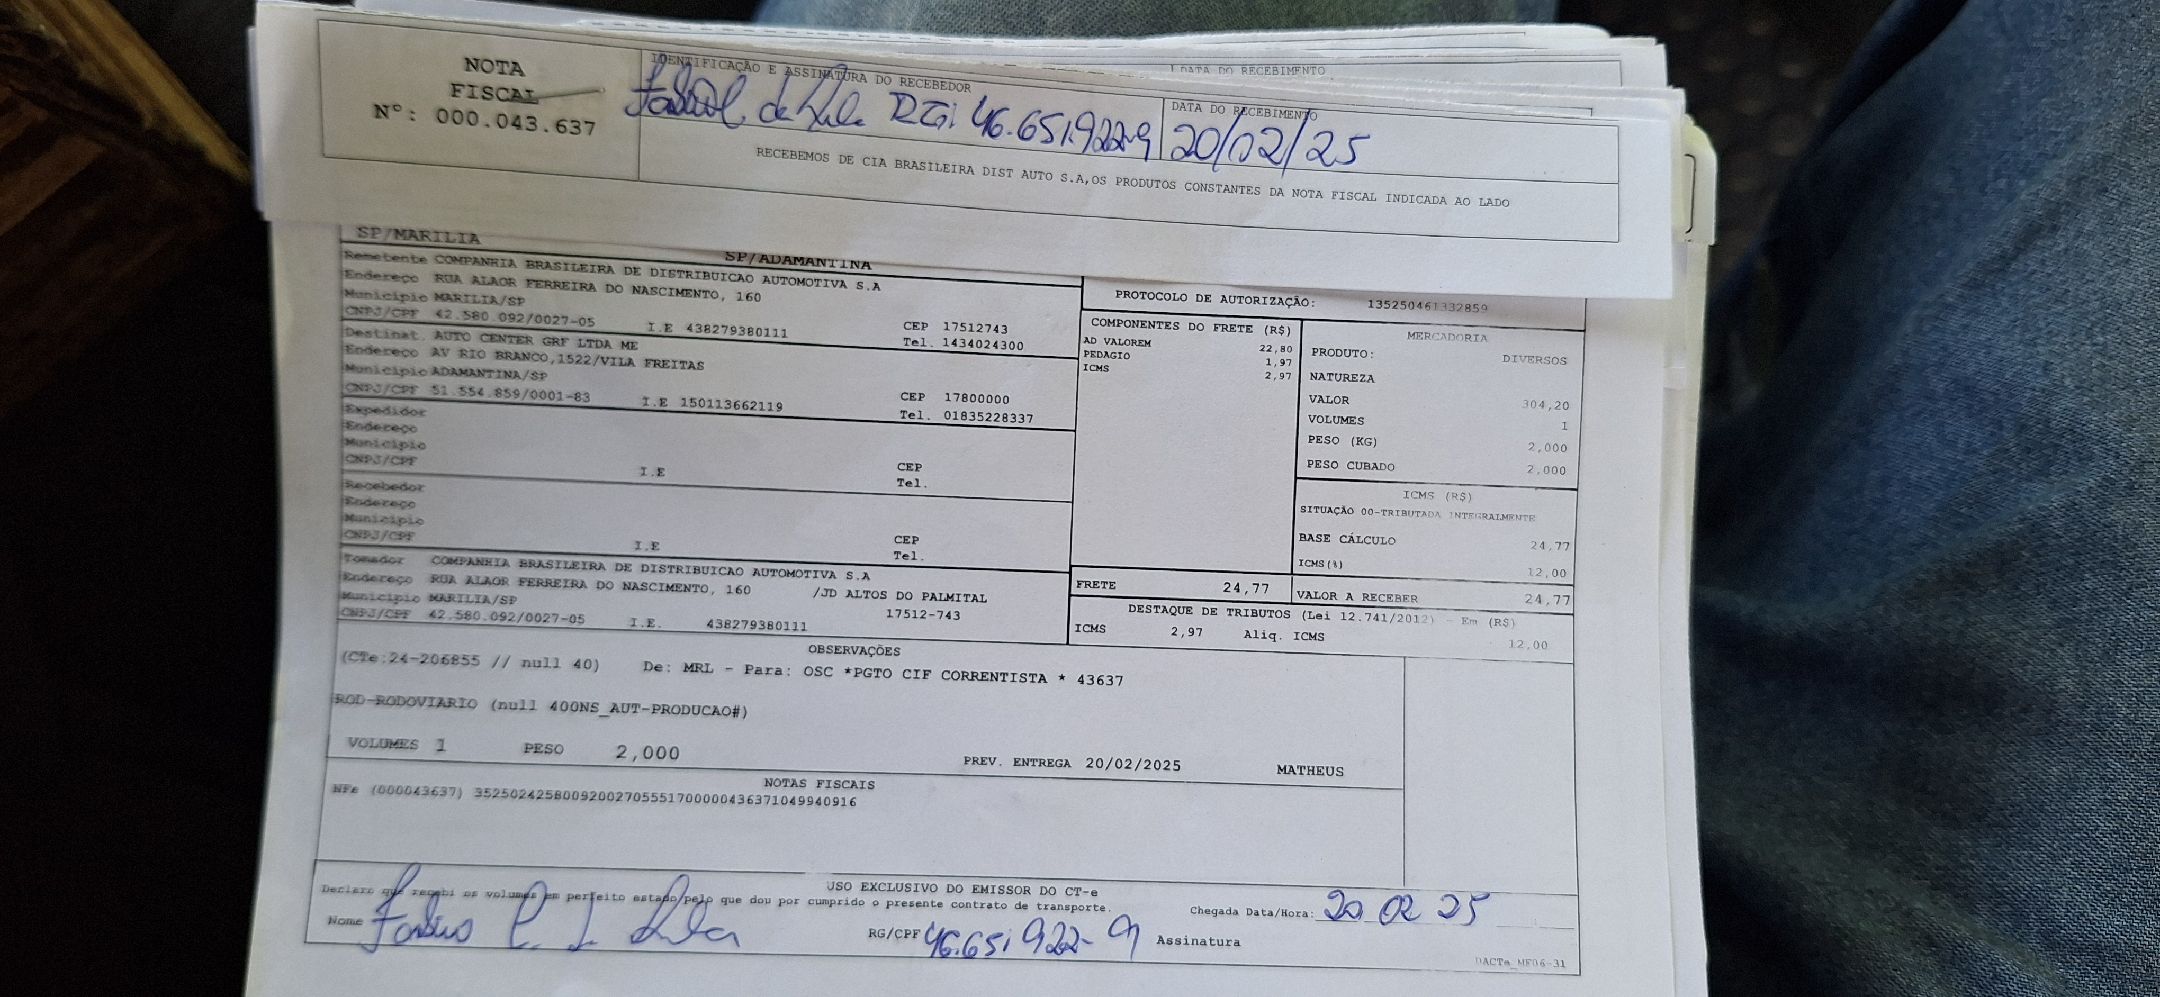 NOTA
FISCAL
Nº: 000.043.637
IDENTIFICAÇÃO E ASSINATURA DO RECEBEDOR
RG: 46.651.922-9
DATA DO RECEBIMENTO
DATA DO RECEBIMENTO
20/02/25
RECEBEMOS DE CIA BRASILEIRA DIST AUTO S.A,OS PRODUTOS CONSTANTES DA NOTA FISCAL INDICADA AO LADO
SP/MARILIA
SP/ADAMANTINA
Remetente COMPANHIA BRASILEIRA DE DISTRIBUICAO AUTOMOTIVA S.A
Endereço RUA ALAOR FERREIRA DO NASCIMENTO, 160
Município MARILIA/SP CEP 17512743
CNPJ/CPF 42.580.092/0027-05 I.E 438279380111 Tel. 1434024300
Destinat. AUTO CENTER GRF LTDA ME
Endereço AV RIO BRANCO,1522/VILA FREITAS
Município ADAMANTINA/SP CEP 17800000
CNPJ/CPF 51.554.859/0001-83 I.E 150113662119 Tel. 01835228337
Expedidor
Endereço
Município CEP
CNPJ/CPF I.E Tel.
Recebedor
Endereço
Município CEP
CNPJ/CPF I.E Tel.
Tomador COMPANHIA BRASILEIRA DE DISTRIBUICAO AUTOMOTIVA S.A
Endereço RUA ALAOR FERREIRA DO NASCIMENTO, 160 /JD ALTOS DO PALMITAL
Município MARILIA/SP 17512-743
CNPJ/CPF 42.580.092/0027-05 I.E. 438279380111
PROTOCOLO DE AUTORIZAÇÃO: 135250461332859
COMPONENTES DO FRETE (R$)
AD VALOREM 22,80
PEDAGIO 1,97
ICMS 2,97
MERCADORIA
PRODUTO: DIVERSOS
NATUREZA
VALOR 304,20
VOLUMES 1
PESO (KG) 2,000
PESO CUBADO 2,000
ICMS (R$)
SITUAÇÃO 00-TRIBUTADA INTEGRALMENTE
BASE CÁLCULO 24,77
ICMS(%) 12,00
FRETE 24,77
VALOR A RECEBER 24,77
DESTAQUE DE TRIBUTOS (Lei 12.741/2012) - Em (R$)
ICMS 2,97 Aliq. ICMS 12,00
OBSERVAÇÕES
(CTe:24-206855 // null 40) De: MRL - Para: OSC *PGTO CIF CORRENTISTA * 43637
ROD-RODOVIARIO (null 400NS_AUT-PRODUCAO#)
VOLUMES 1 PESO 2,000 PREV. ENTREGA 20/02/2025 MATHEUS
NOTAS FISCAIS
NFe (000043637) 35250242580092002705551700000436371049940916
USO EXCLUSIVO DO EMISSOR DO CT-e
Declaro que recebi os volumes em perfeito estado pelo que dou por cumprido o presente contrato de transporte.
Chegada Data/Hora: 20 02 25
Nome RG/CPF 46.651922-9 Assinatura
DACTe_MF06-31